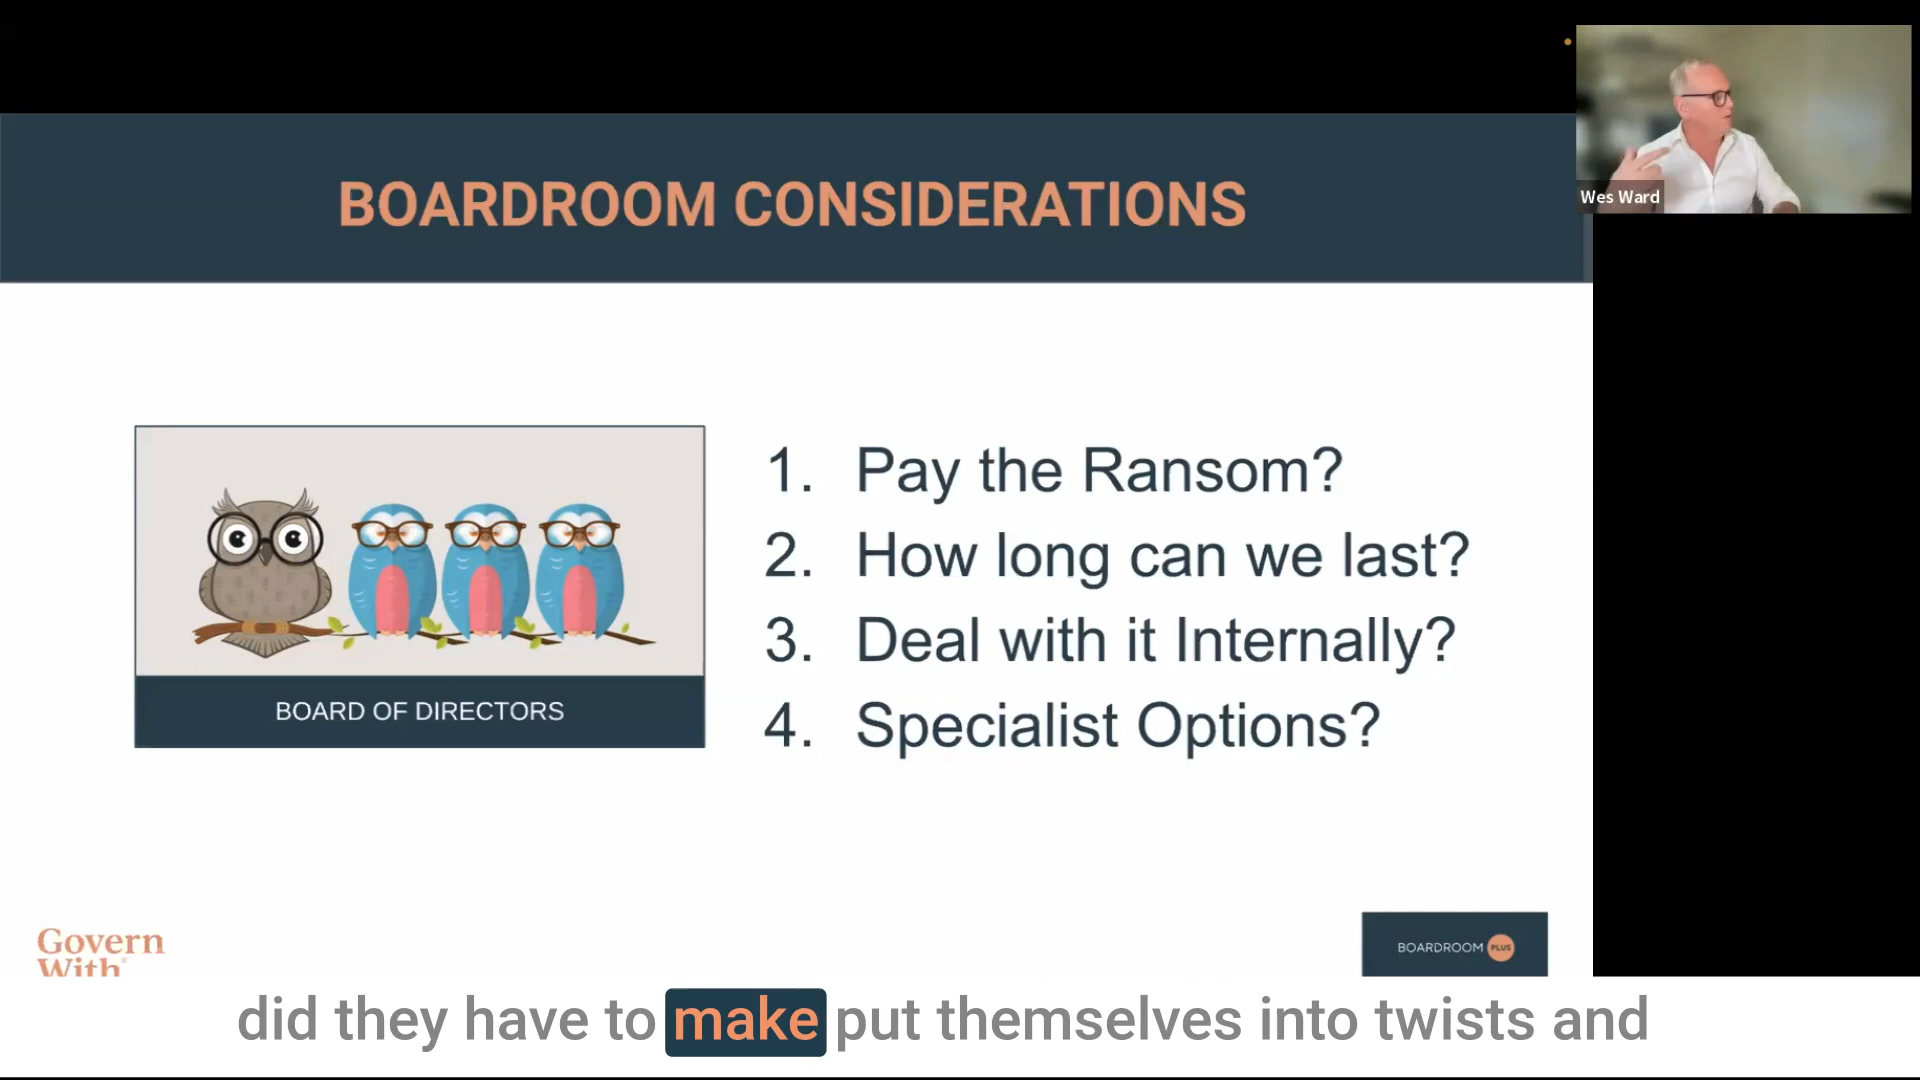 Wes Ward
BOARDROOM CONSIDERATIONS
1. Pay the Ransom?
2. How long can we last?
3. Deal with it Internally?
4. Specialist Options?
BOARD OF DIRECTORS
Govern
With
BOARDROOM PLUS
did they have to make put themselves into twists and